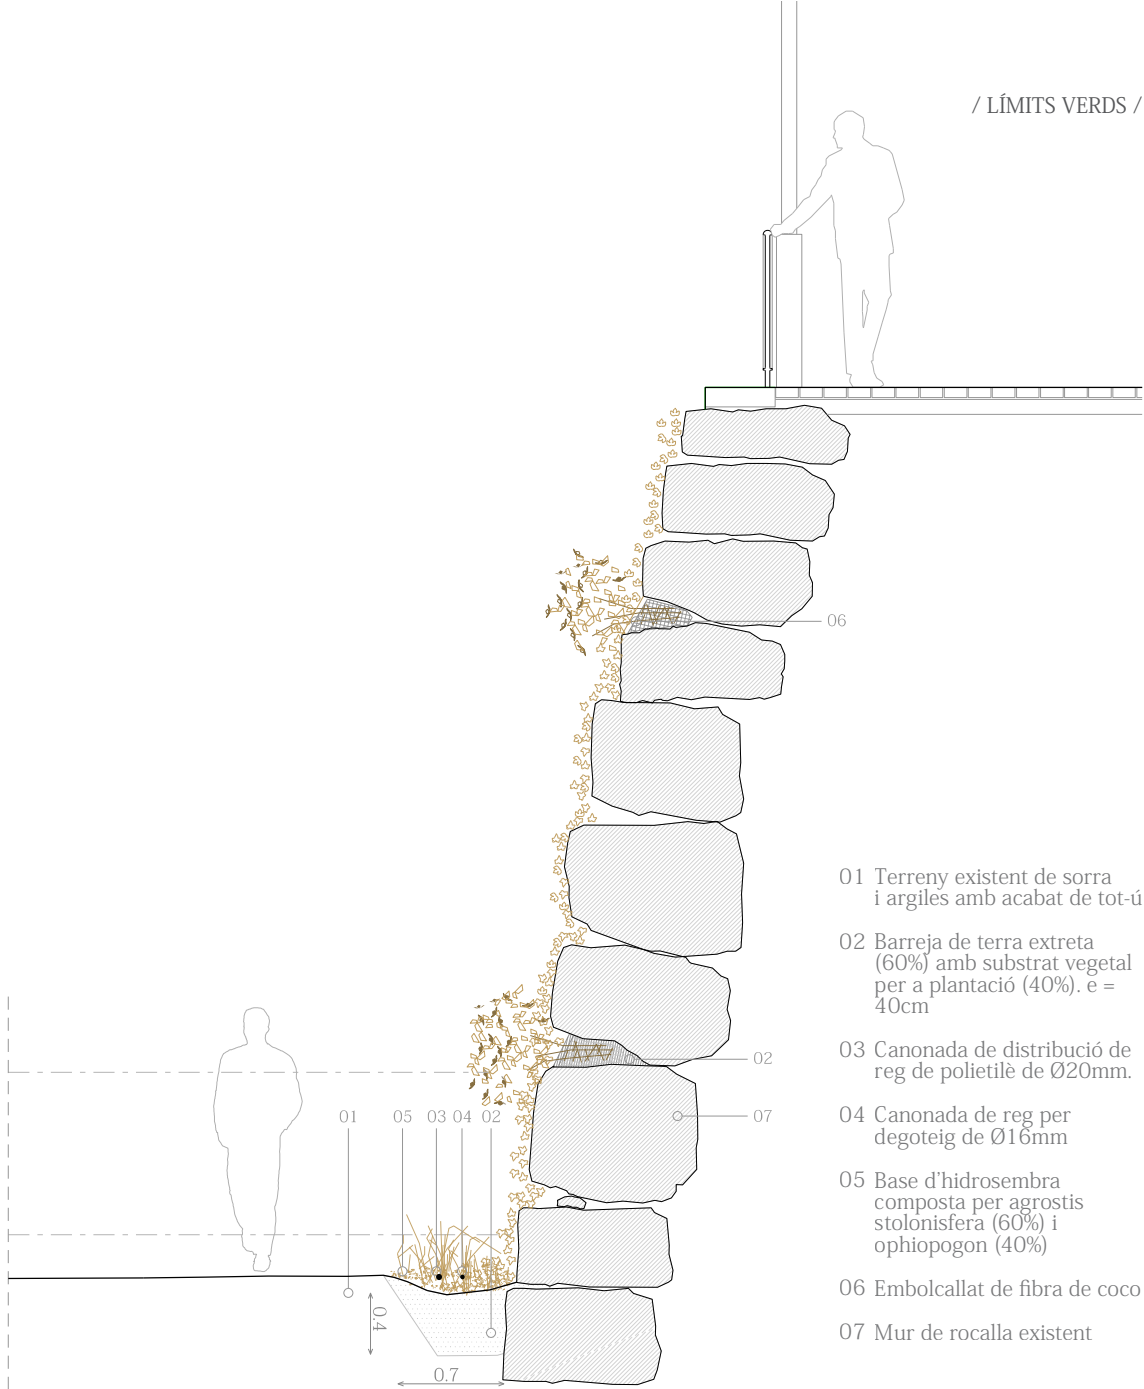 / LÍMITS VERDS /
06
02
07
01
05
03
04
02
0.4
0.7
01 Terreny existent de sorra
i argiles amb acabat de tot-ú
02 Barreja de terra extreta
(60%) amb substrat vegetal
per a plantació (40%). e =
40cm
03 Canonada de distribució de
reg de polietilè de Ø20mm.
04 Canonada de reg per
degoteig de Ø16mm
05 Base d'hidrosembra
composta per agrostis
stolonisfera (60%) i
ophiopogon (40%)
06 Embolcallat de fibra de coco
07 Mur de rocalla existent